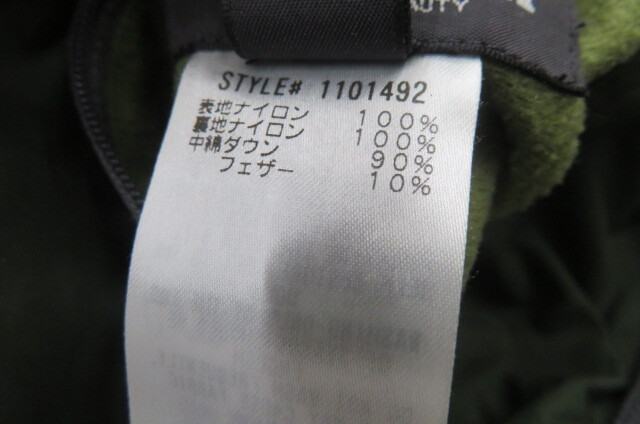 AUTY
STYLE# 1101492
表地ナイロン 100%
裏地ナイロン 100%
中綿ダウン 90%
フェザー 10%